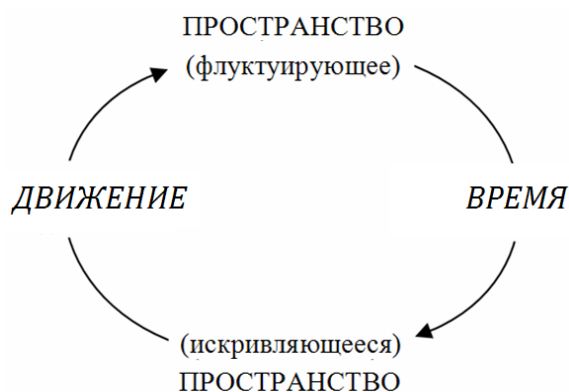 ПРОСТРАНСТВО
(флуктуирующее)
ДВИЖЕНИЕ
ВРЕМЯ
(искривляющееся)
ПРОСТРАНСТВО